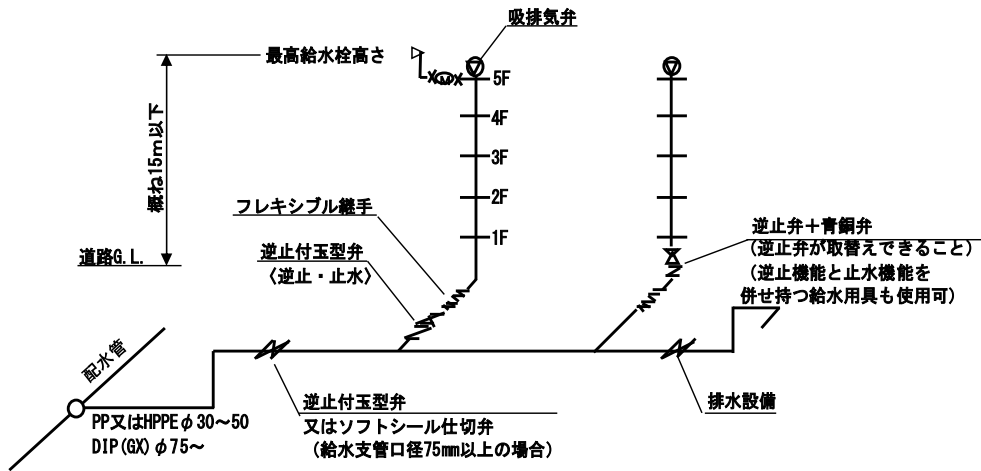 吸排気弁
最高給水栓高さ
M
5F
4F
3F
2F
1F
概ね15m以下
フレキシブル継手
逆止付玉型弁
〈逆止・止水〉
道路G.L.
逆止弁＋青銅弁
(逆止弁が取替えできること)
(逆止機能と止水機能を
併せ持つ給水用具も使用可)
配水管
PP又はHPPEφ30～50
DIP(GX)φ75～
逆止付玉型弁
又はソフトシール仕切弁
(給水支管口径75mm以上の場合)
排水設備